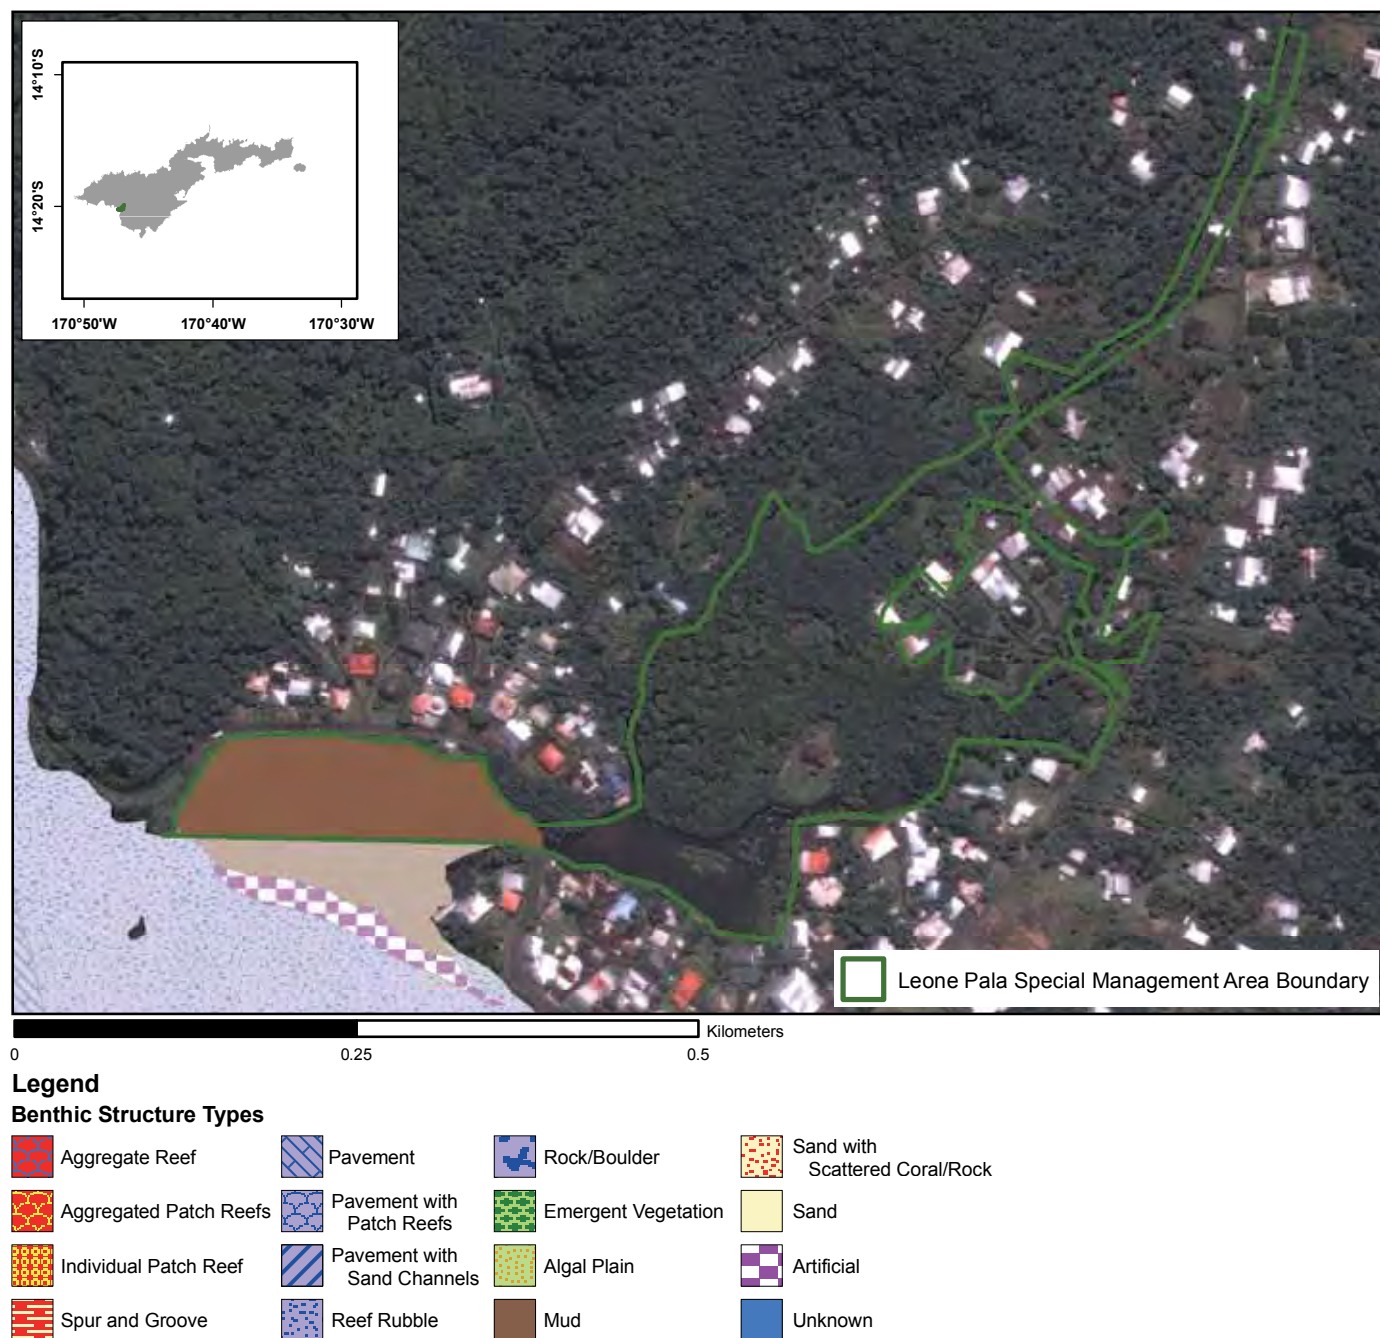 14°10'S
14°20'S
170°50'W 170°40'W 170°30'W
Leone Pala Special Management Area Boundary
Kilometers
0 0.25 0.5
Legend
Benthic Structure Types
Aggregate Reef
Aggregated Patch Reefs
Individual Patch Reef
Spur and Groove
Pavement
Pavement with
Patch Reefs
Pavement with
Sand Channels
Reef Rubble
Rock/Boulder
Emergent Vegetation
Algal Plain
Mud
Sand with
Scattered Coral/Rock
Sand
Artificial
Unknown